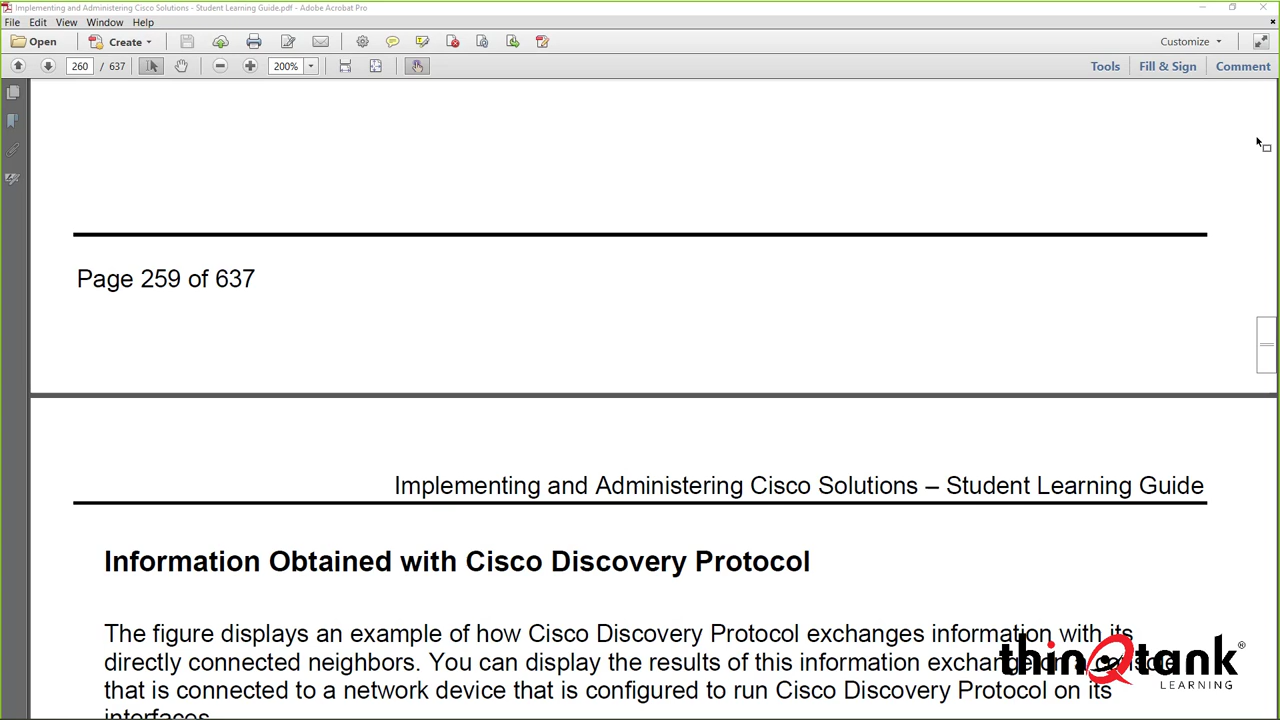 Implementing and Administering Cisco Solutions - Student Learning Guide.pdf - Adobe Acrobat Pro
File Edit View Window Help
Open Create Customize
260 / 637 200% Tools Fill & Sign Comment
Page 259 of 637
Implementing and Administering Cisco Solutions – Student Learning Guide
Information Obtained with Cisco Discovery Protocol
The figure displays an example of how Cisco Discovery Protocol exchanges information with its
directly connected neighbors. You can display the results of this information exchange on a console
that is connected to a network device that is configured to run Cisco Discovery Protocol on its
interfaces.
thinQtank®
LEARNING